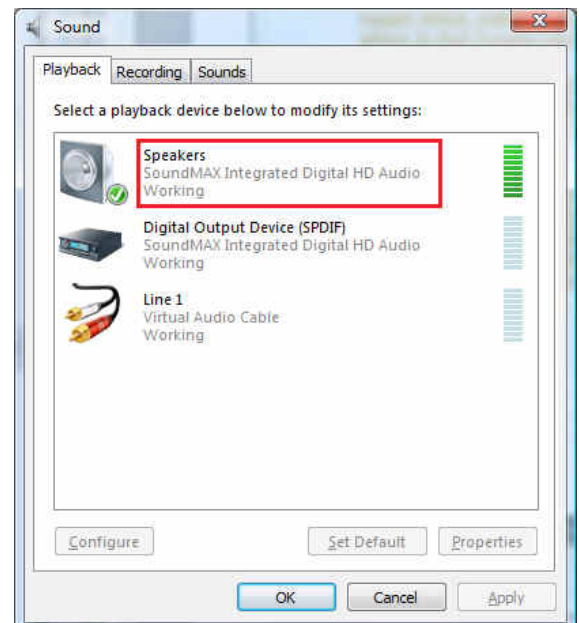 Sound
Playback Recording Sounds
Select a playback device below to modify its settings:
Speakers
SoundMAX Integrated Digital HD Audio
Working
Digital Output Device (SPDIF)
SoundMAX Integrated Digital HD Audio
Working
Line 1
Virtual Audio Cable
Working
Configure Set Default Properties
OK Cancel Apply